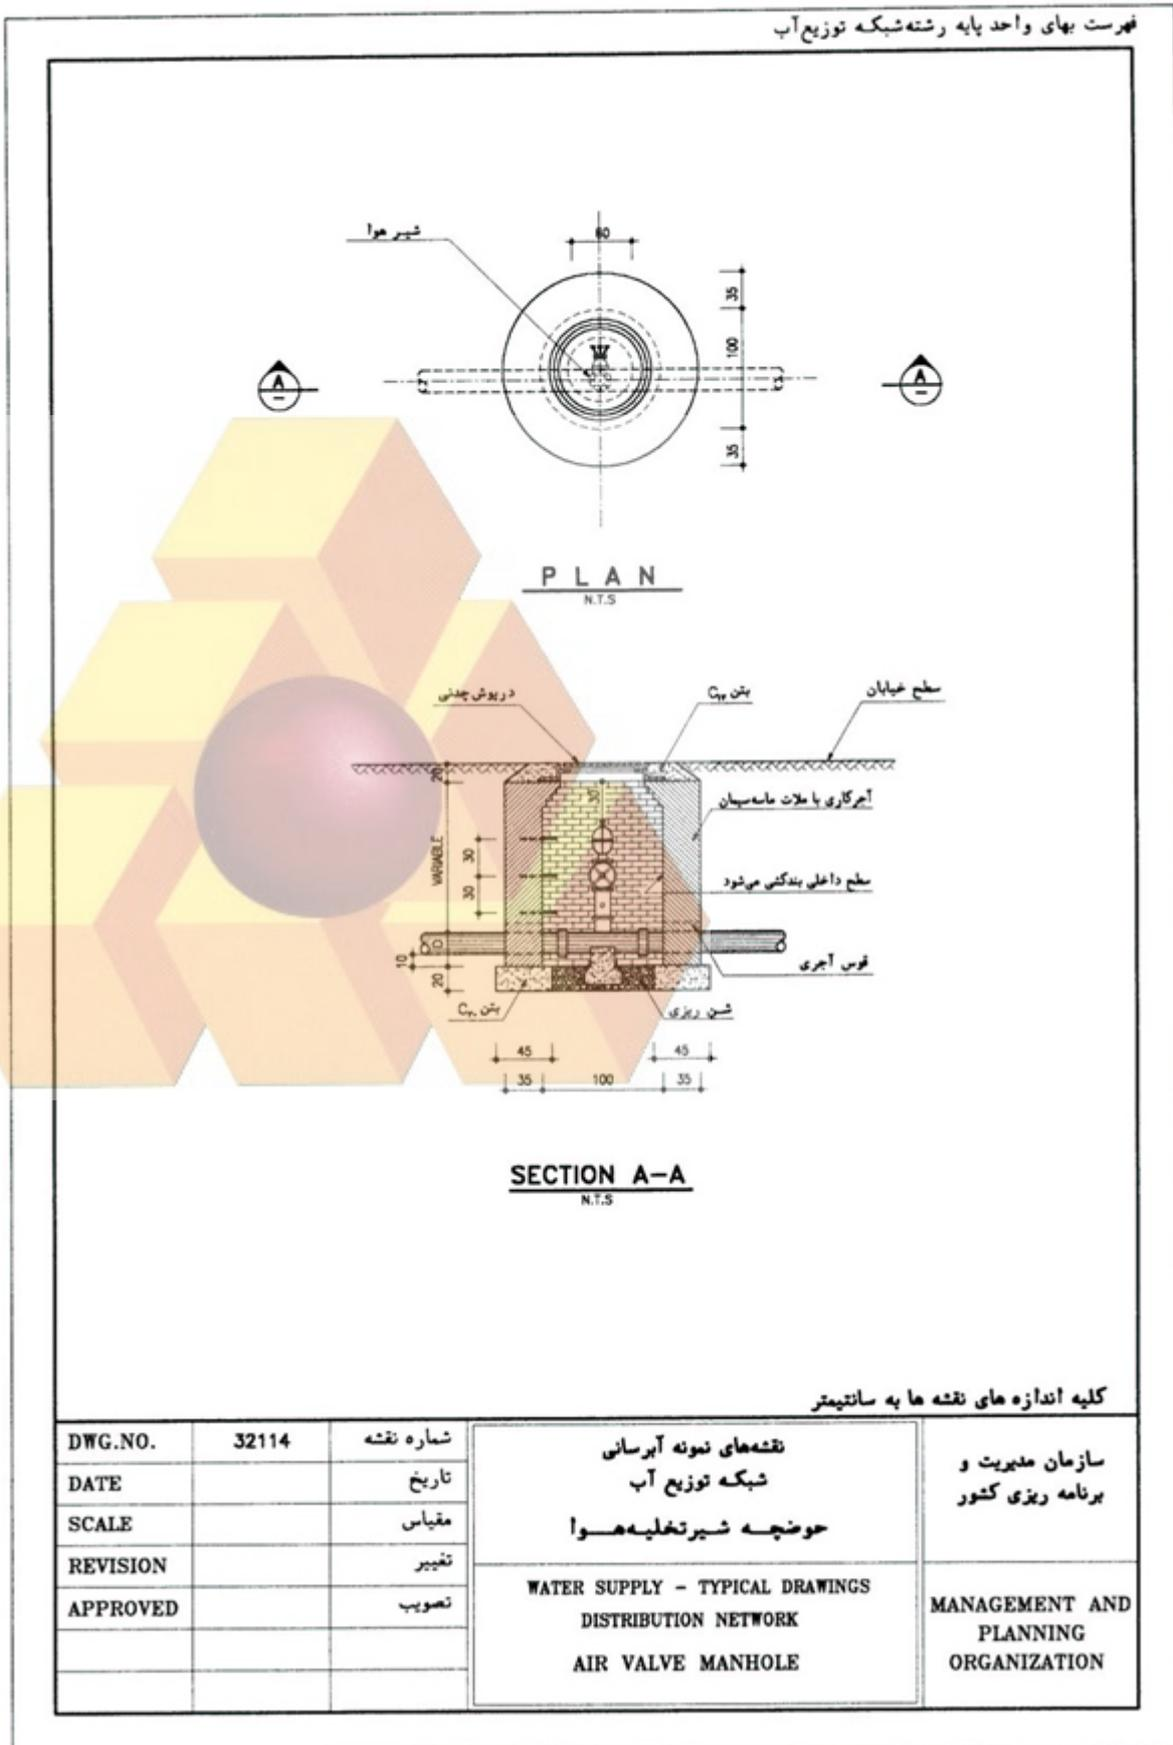 فهرست بهای واحد پایه رشته شبکه توزیع آب
شیر هوا
60
35
100
35
A
A
PLAN
N.T.S
درپوش چدنی
بتن C۱۲
سطح خیابان
20
30
آجرکاری با ملات ماسه سیمان
VARIABLE
30
30
سطح داخلی بندکشی می‌شود
D
10
20
قوس آجری
بتن C۲۰
شن ریزی
45
45
35
100
35
SECTION A-A
N.T.S
کلیه اندازه های نقشه ها به سانتیمتر
DWG.NO. 32114 شماره نقشه
DATE تاریخ
SCALE مقیاس
REVISION تغییر
APPROVED تصویب
نقشه‌های نمونه آبرسانی
شبکه توزیع آب
حوضچه شیر تخلیه هوا
WATER SUPPLY - TYPICAL DRAWINGS
DISTRIBUTION NETWORK
AIR VALVE MANHOLE
سازمان مدیریت و
برنامه ریزی کشور
MANAGEMENT AND
PLANNING
ORGANIZATION